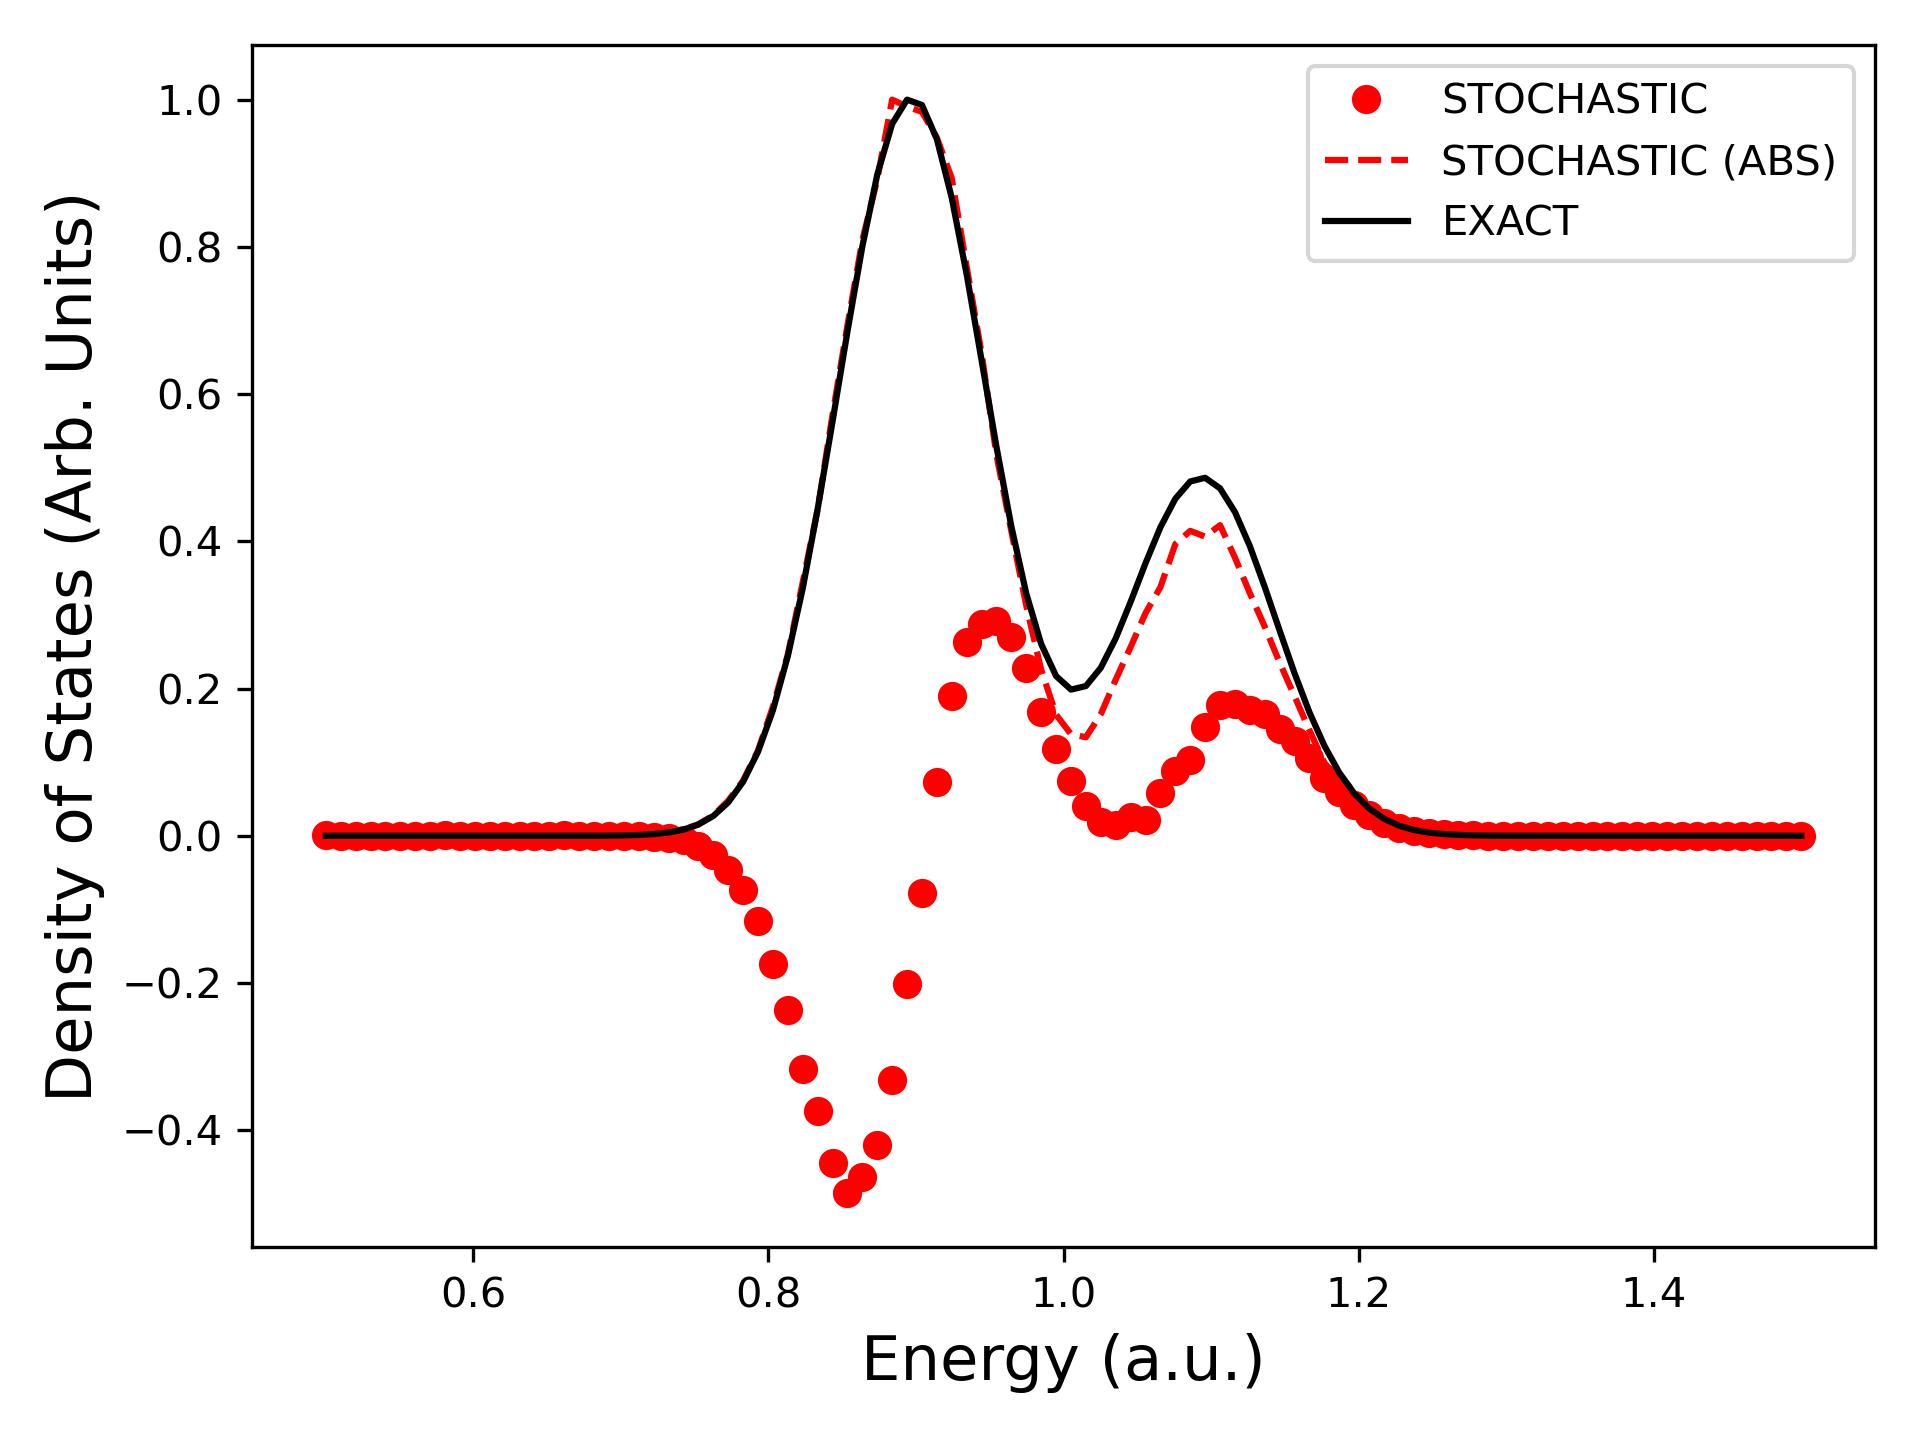 STOCHASTIC
STOCHASTIC (ABS)
EXACT
Density of States (Arb. Units)
1.0
0.8
0.6
0.4
0.2
0.0
−0.2
−0.4
0.6 0.8 1.0 1.2 1.4
Energy (a.u.)